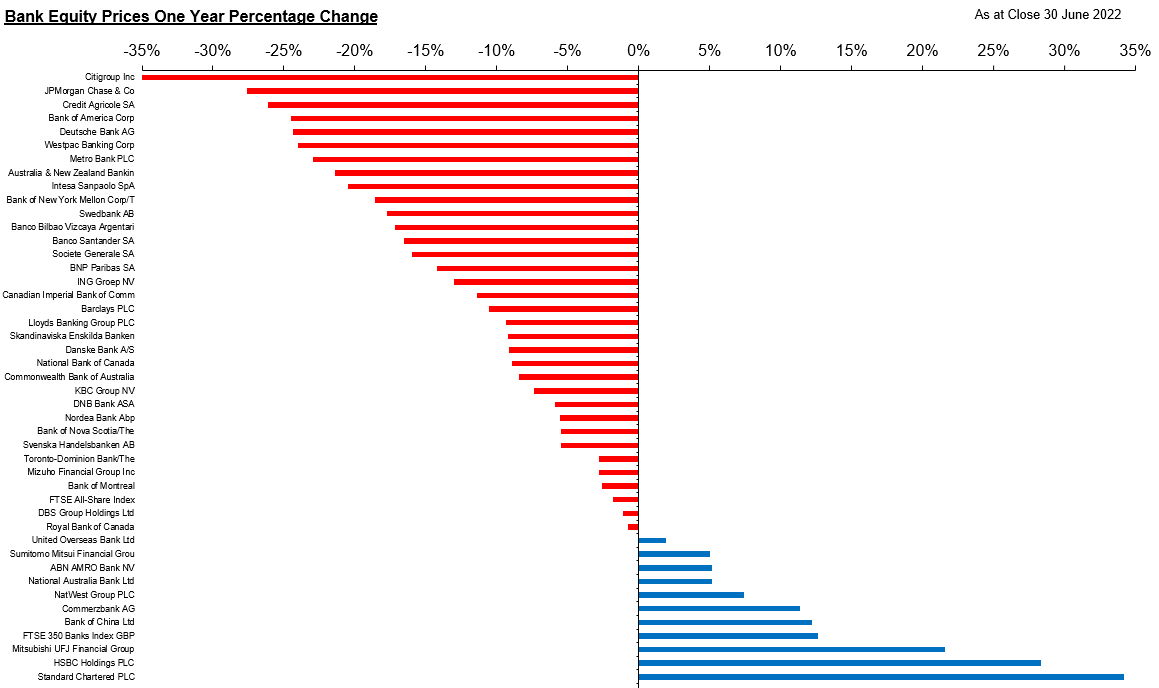 Bank Equity Prices One Year Percentage Change
As at Close 30 June 2022
-35% -30% -25% -20% -15% -10% -5% 0% 5% 10% 15% 20% 25% 30% 35%
Citigroup Inc
JPMorgan Chase & Co
Credit Agricole SA
Bank of America Corp
Deutsche Bank AG
Westpac Banking Corp
Metro Bank PLC
Australia & New Zealand Bankin
Intesa Sanpaolo SpA
Bank of New York Mellon Corp/T
Swedbank AB
Banco Bilbao Vizcaya Argentari
Banco Santander SA
Societe Generale SA
BNP Paribas SA
ING Groep NV
Canadian Imperial Bank of Comm
Barclays PLC
Lloyds Banking Group PLC
Skandinaviska Enskilda Banken
Danske Bank A/S
National Bank of Canada
Commonwealth Bank of Australia
KBC Group NV
DNB Bank ASA
Nordea Bank Abp
Bank of Nova Scotia/The
Svenska Handelsbanken AB
Toronto-Dominion Bank/The
Mizuho Financial Group Inc
Bank of Montreal
FTSE All-Share Index
DBS Group Holdings Ltd
Royal Bank of Canada
United Overseas Bank Ltd
Sumitomo Mitsui Financial Grou
ABN AMRO Bank NV
National Australia Bank Ltd
NatWest Group PLC
Commerzbank AG
Bank of China Ltd
FTSE 350 Banks Index GBP
Mitsubishi UFJ Financial Group
HSBC Holdings PLC
Standard Chartered PLC